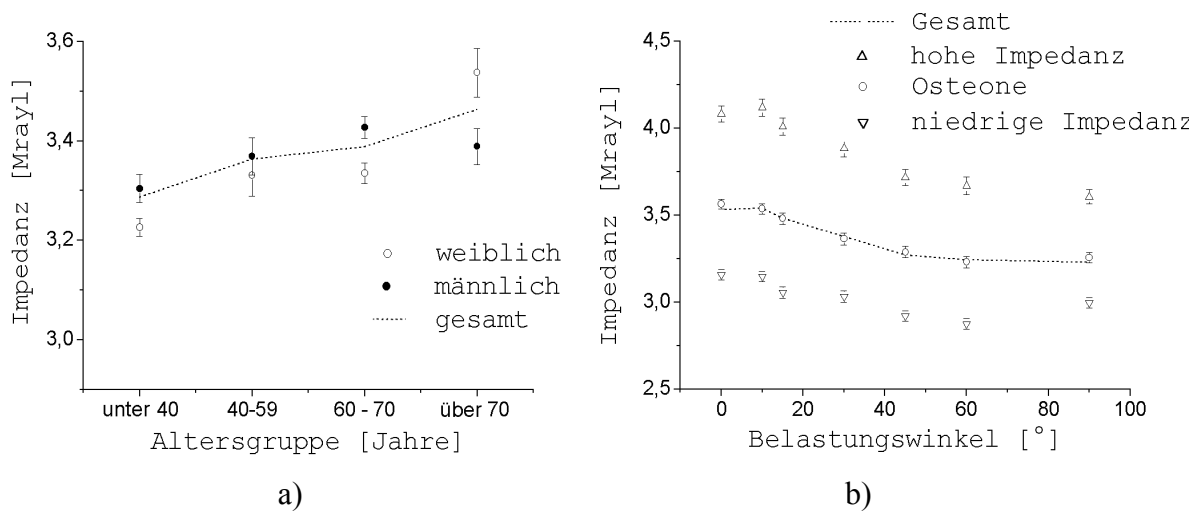 3,6
3,4
3,2
3,0
Impedanz [Mrayl]
weiblich
männlich
gesamt
unter 40
40-59
60 - 70
über 70
Altersgruppe [Jahre]
a)
Gesamt
hohe Impedanz
Osteone
niedrige Impedanz
4,5
4,0
3,5
3,0
2,5
Impedanz [Mrayl]
0 20 40 60 80 100
Belastungswinkel [°]
b)